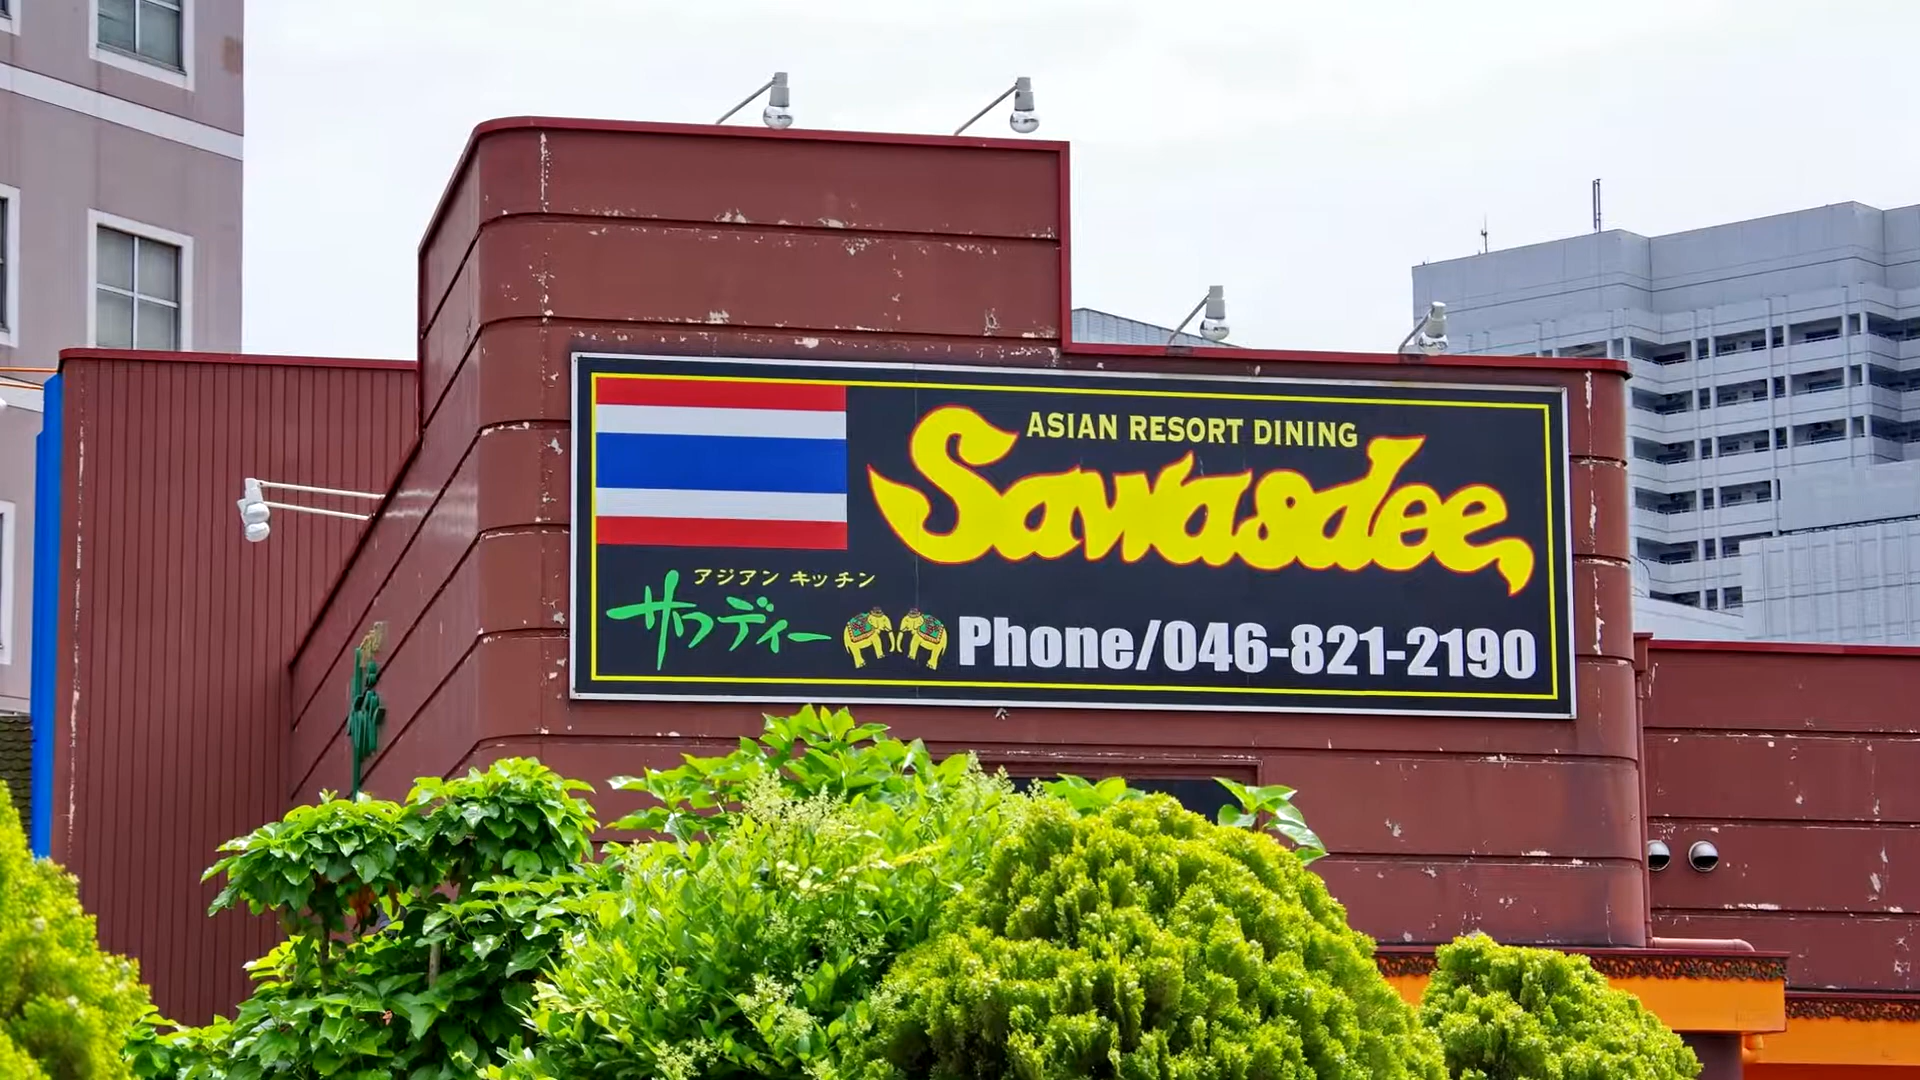 ASIAN RESORT DINING
Sawasdee
アジアン キッチン
サワディー
Phone/046-821-2190